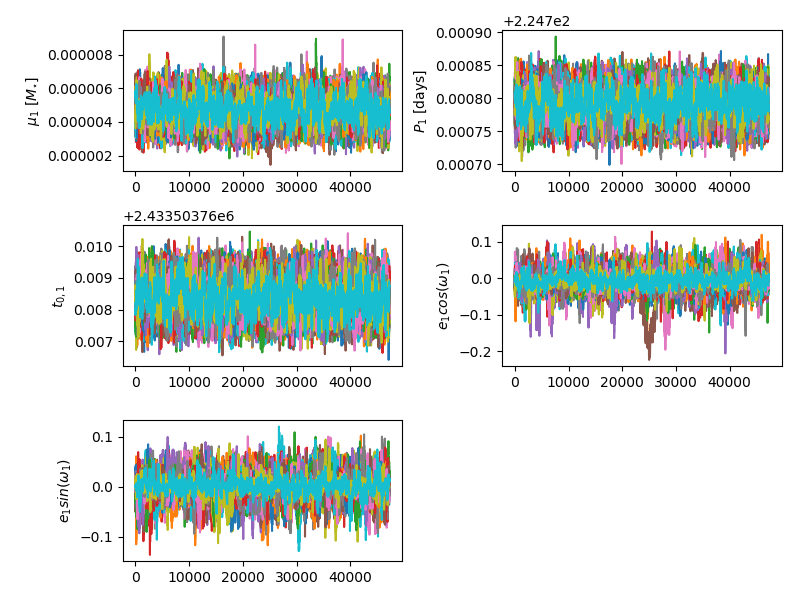 μ₁ [M⋆]
0.000008
0.000006
0.000004
0.000002
0 10000 20000 30000 40000
+2.247e2
P₁ [days]
0.00090
0.00085
0.00080
0.00075
0.00070
0 10000 20000 30000 40000
+2.43350376e6
t₀,₁
0.010
0.009
0.008
0.007
0 10000 20000 30000 40000
e₁cos(ω₁)
0.1
0.0
−0.1
−0.2
0 10000 20000 30000 40000
e₁sin(ω₁)
0.1
0.0
−0.1
0 10000 20000 30000 40000